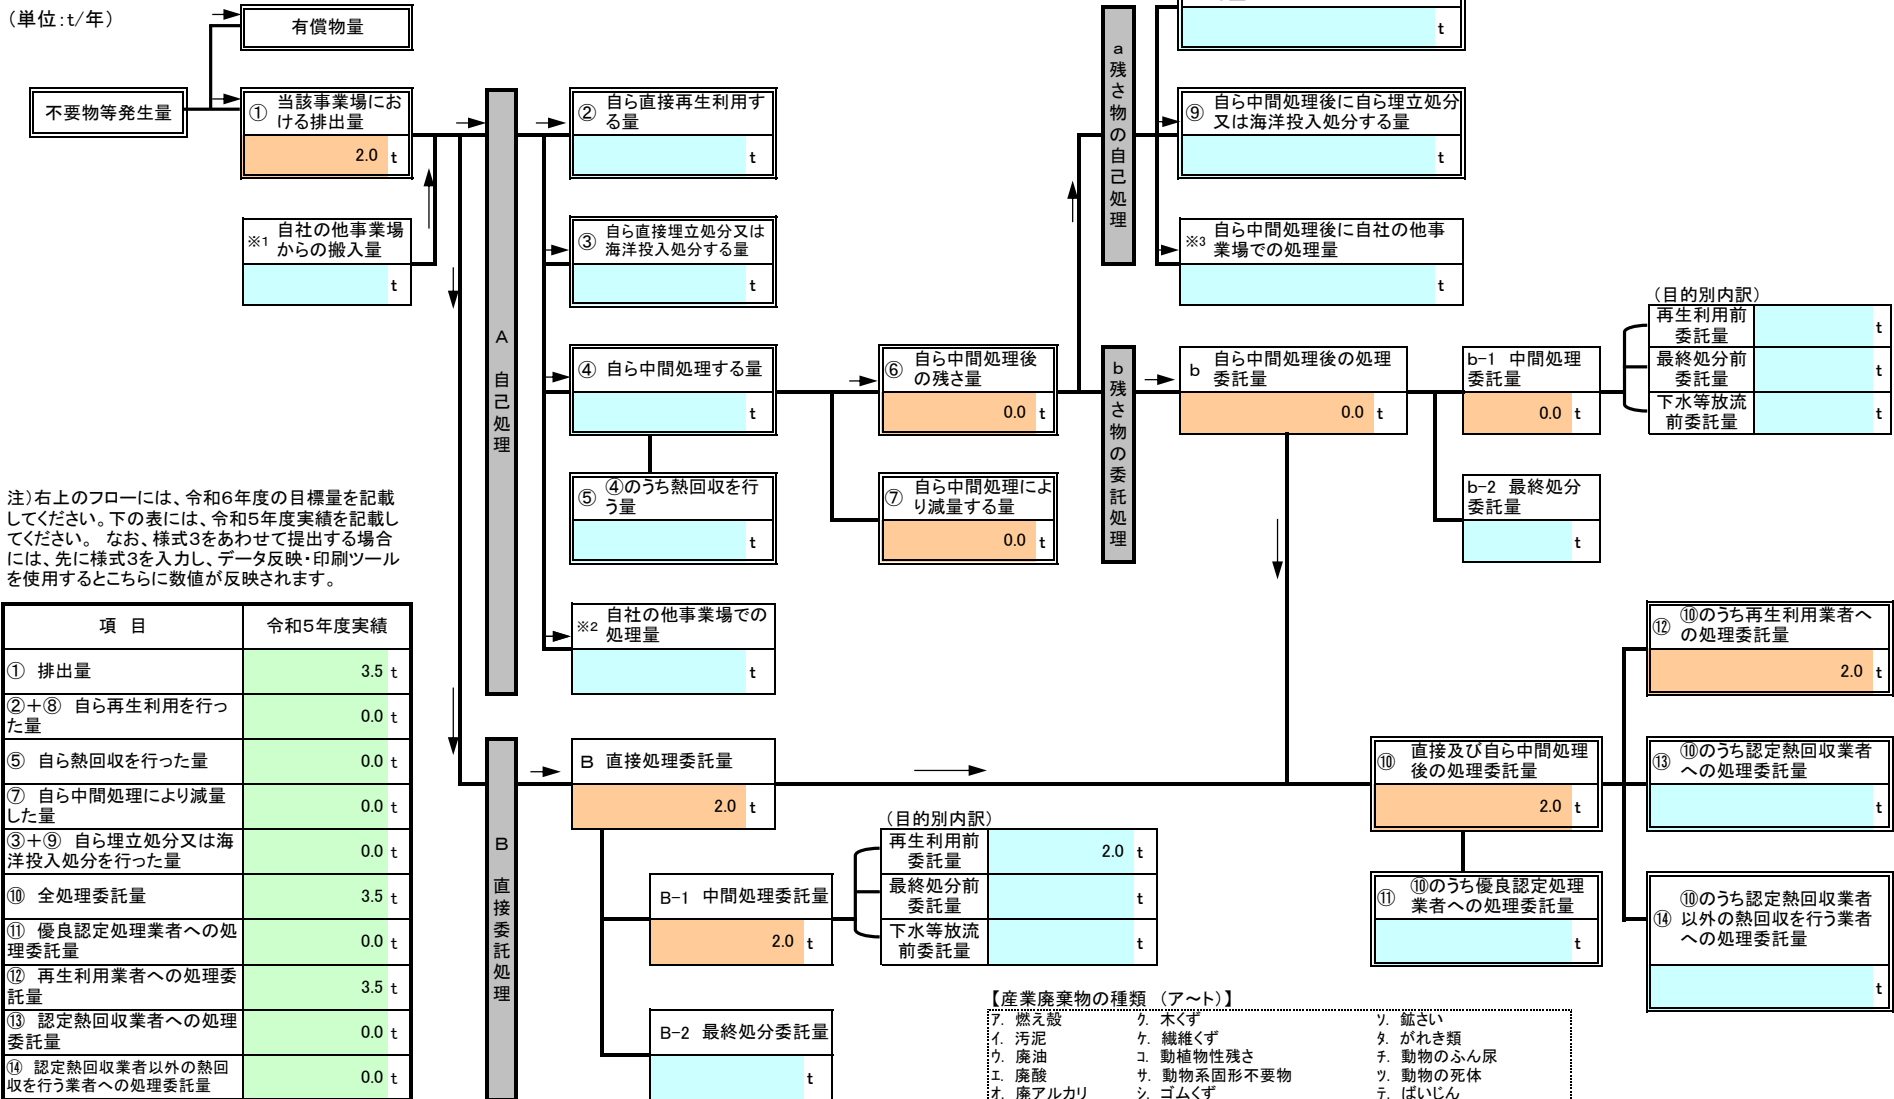 (単位:t/年)
有償物量
t
不要物等発生量
① 当該事業場にお
ける排出量
2.0 t
※1 自社の他事業場
からの搬入量
t
A 自己処理
② 自ら直接再生利用す
る量
t
③ 自ら直接埋立処分又は
海洋投入処分する量
t
④ 自ら中間処理する量
t
⑤ ④のうち熱回収を行
う量
t
※2 自社の他事業場での
処理量
t
⑥ 自ら中間処理後
の残さ量
0.0 t
⑦ 自ら中間処理によ
り減量する量
0.0 t
a 残さ物の自己処理
⑨ 自ら中間処理後に自ら埋立処分
又は海洋投入処分する量
t
※3 自ら中間処理後に自社の他事
業場での処理量
t
b 残さ物の委託処理
b 自ら中間処理後の処理
委託量
0.0 t
b-1 中間処理
委託量
0.0 t
(目的別内訳)
再生利用前
委託量
t
最終処分前
委託量
t
下水等放流
前委託量
t
b-2 最終処分
委託量
t
注)右上のフローには、令和6年度の目標量を記載
してください。下の表には、令和5年度実績を記載し
てください。 なお、様式3をあわせて提出する場合
には、先に様式3を入力し、データ反映・印刷ツール
を使用するとこちらに数値が反映されます。
項 目 令和5年度実績
① 排出量 3.5 t
②+⑧ 自ら再生利用を行っ
た量 0.0 t
⑤ 自ら熱回収を行った量 0.0 t
⑦ 自ら中間処理により減量
した量 0.0 t
③+⑨ 自ら埋立処分又は海
洋投入処分を行った量 0.0 t
⑩ 全処理委託量 3.5 t
⑪ 優良認定処理業者への処
理委託量 0.0 t
⑫ 再生利用業者への処理委
託量 3.5 t
⑬ 認定熱回収業者への処理
委託量 0.0 t
⑭ 認定熱回収業者以外の熱回
収を行う業者への処理委託量 0.0 t
B 直接委託処理
B 直接処理委託量
2.0 t
B-1 中間処理委託量
2.0 t
(目的別内訳)
再生利用前
委託量
2.0 t
最終処分前
委託量
t
下水等放流
前委託量
t
B-2 最終処分委託量
t
⑩ 直接及び自ら中間処理
後の処理委託量
2.0 t
⑪ ⑩のうち優良認定処理
業者への処理委託量
t
⑫ ⑩のうち再生利用業者へ
の処理委託量
2.0 t
⑬ ⑩のうち認定熱回収業者
への処理委託量
t
⑭ ⑩のうち認定熱回収業者
以外の熱回収を行う業者
への処理委託量
t
【産業廃棄物の種類 (ア~ト)】
ア. 燃え殻 ク. 木くず ソ. 鉱さい
イ. 汚泥 ケ. 繊維くず タ. がれき類
ウ. 廃油 コ. 動植物性残さ チ. 動物のふん尿
エ. 廃酸 サ. 動物系固形不要物 ツ. 動物の死体
オ. 廃アルカリ シ. ゴムくず テ. ばいじん